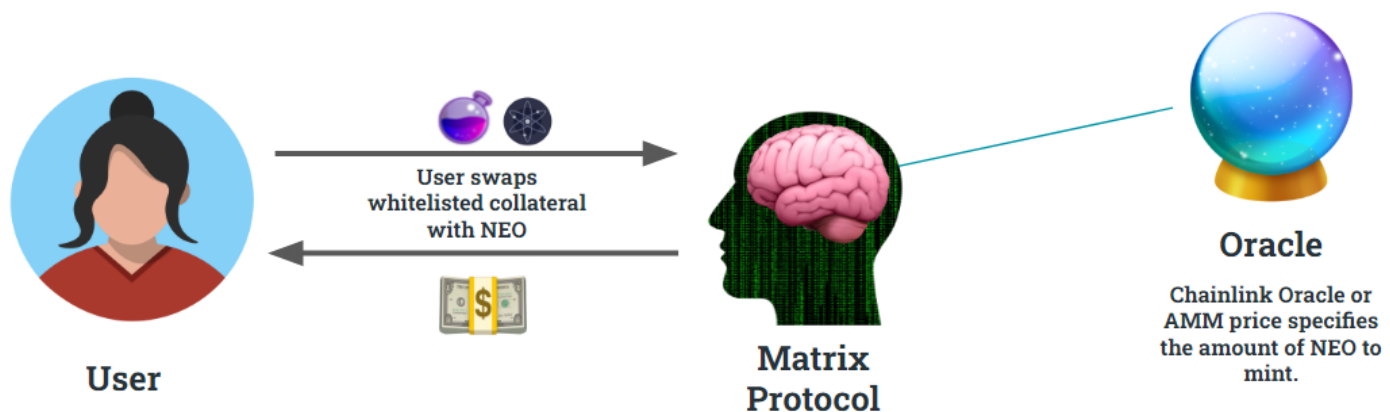 User swaps
whitelisted collateral
with NEO
$
User
Matrix
Protocol
Oracle
Chainlink Oracle or
AMM price specifies
the amount of NEO to
mint.